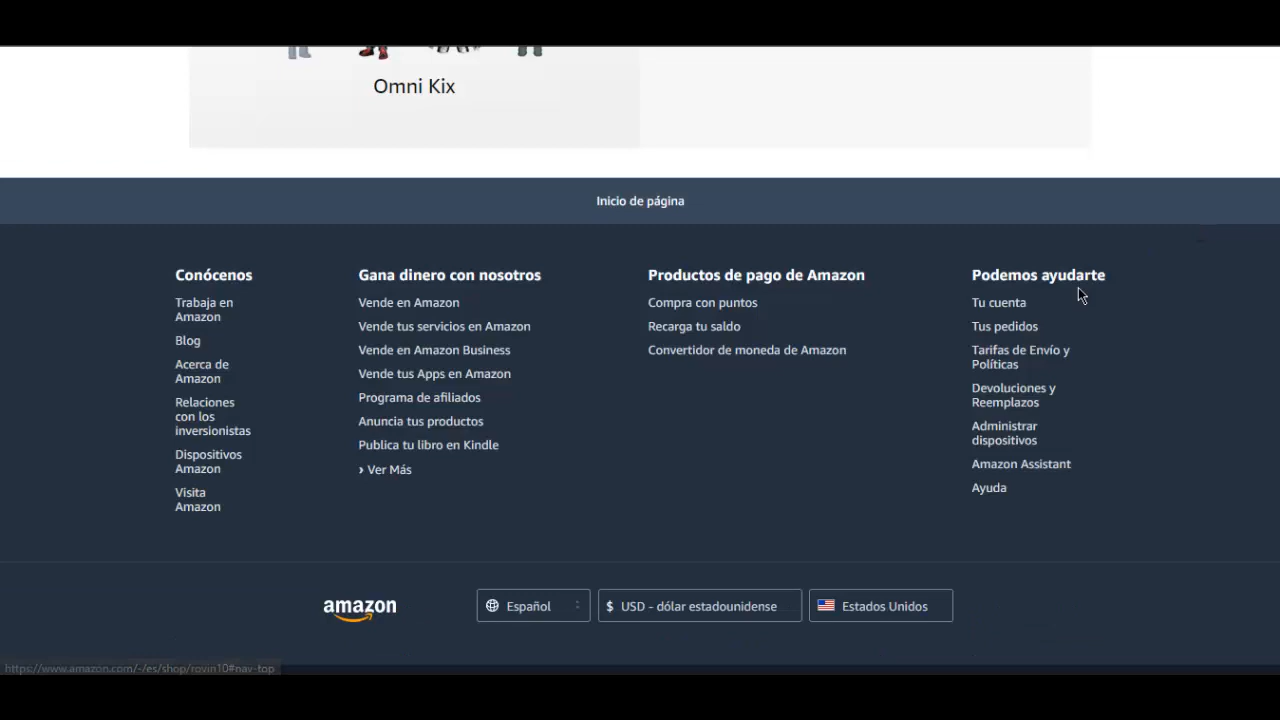 Omni Kix
Inicio de página
Conócenos
Trabaja en
Amazon
Blog
Acerca de
Amazon
Relaciones
con los
inversionistas
Dispositivos
Amazon
Visita
Amazon
Gana dinero con nosotros
Vende en Amazon
Vende tus servicios en Amazon
Vende en Amazon Business
Vende tus Apps en Amazon
Programa de afiliados
Anuncia tus productos
Publica tu libro en Kindle
› Ver Más
Productos de pago de Amazon
Compra con puntos
Recarga tu saldo
Convertidor de moneda de Amazon
Podemos ayudarte
Tu cuenta
Tus pedidos
Tarifas de Envío y
Políticas
Devoluciones y
Reemplazos
Administrar
dispositivos
Amazon Assistant
Ayuda
amazon
Español
$ USD - dólar estadounidense
Estados Unidos
https://www.amazon.com/-/es/shop/rovin10#nav-top